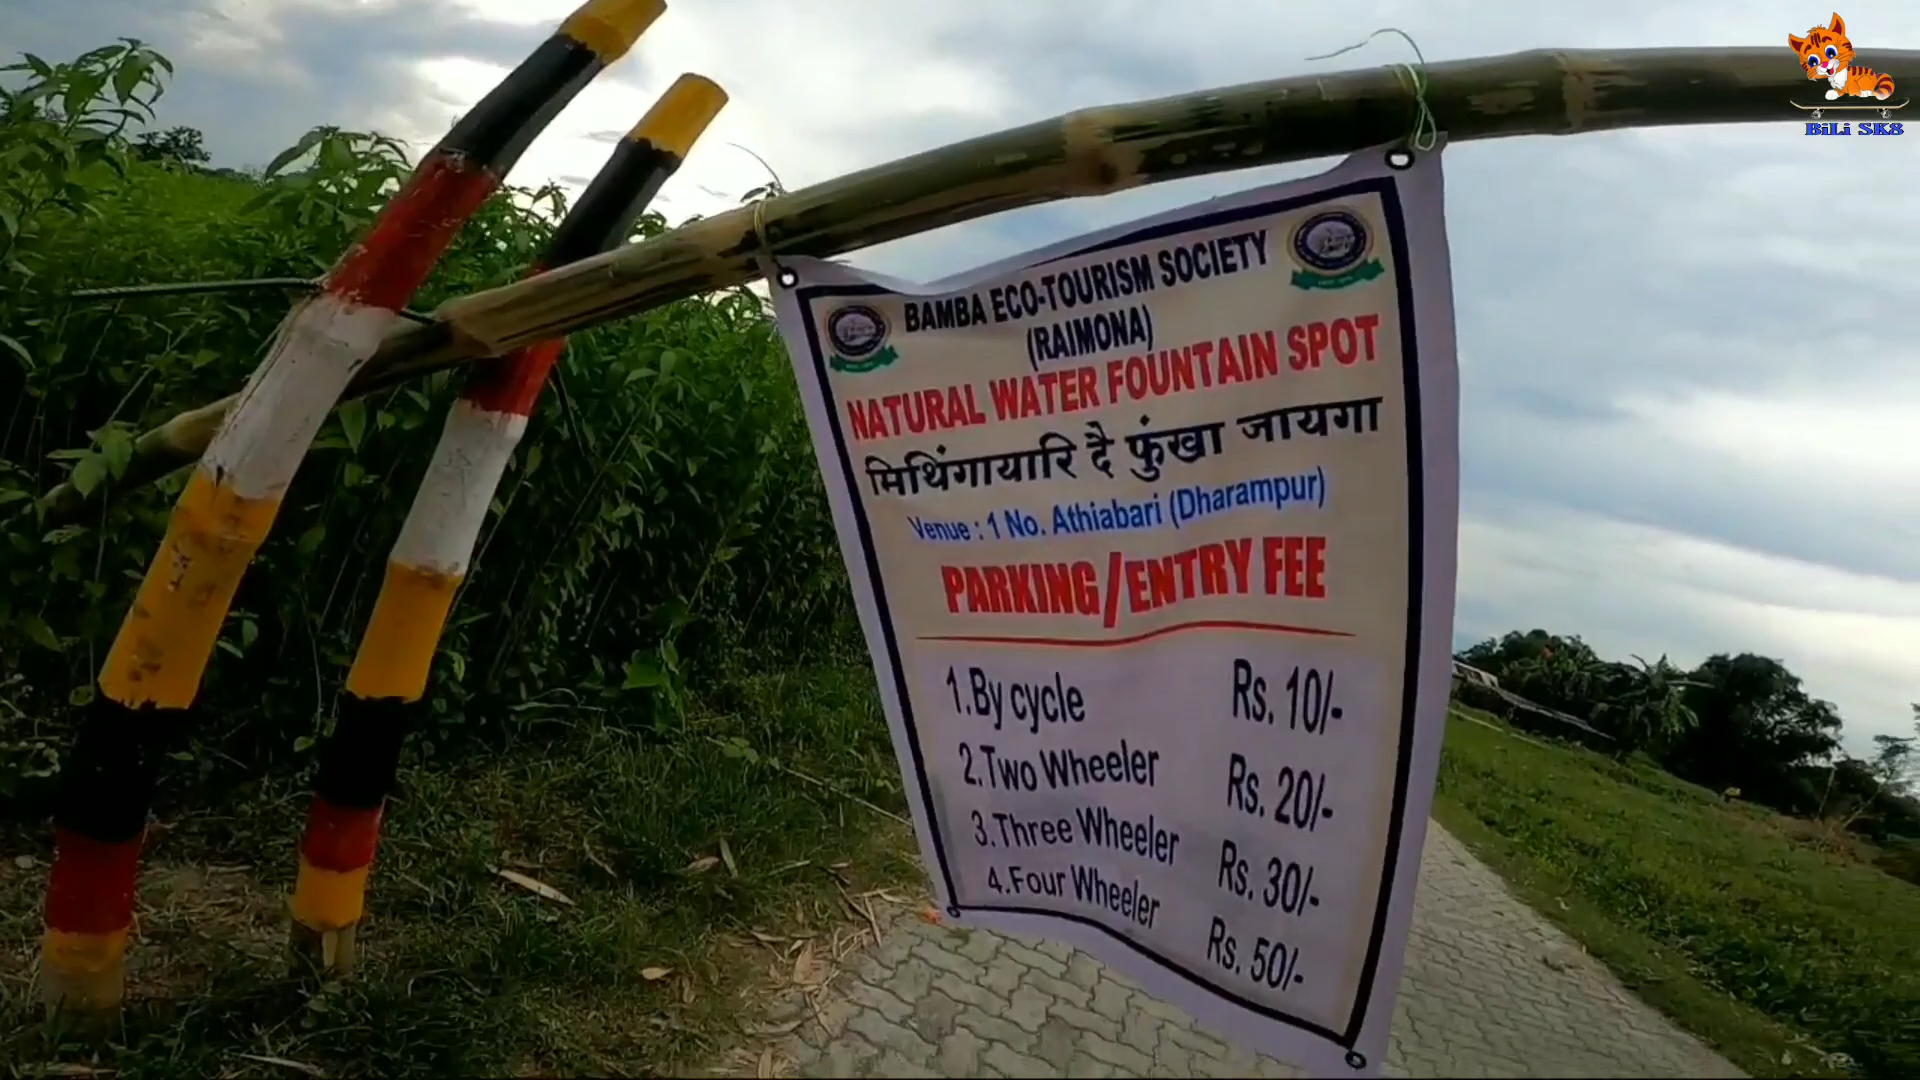 BiLi SK8
BAMBA ECO-TOURISM SOCIETY
(RAIMONA)
NATURAL WATER FOUNTAIN SPOT
मिथिंगायारि दै फुंखा जायगा
Venue : 1 No. Athiabari (Dharampur)
PARKING/ENTRY FEE
1.By cycle Rs. 10/-
2.Two Wheeler Rs. 20/-
3.Three Wheeler Rs. 30/-
4.Four Wheeler Rs. 50/-